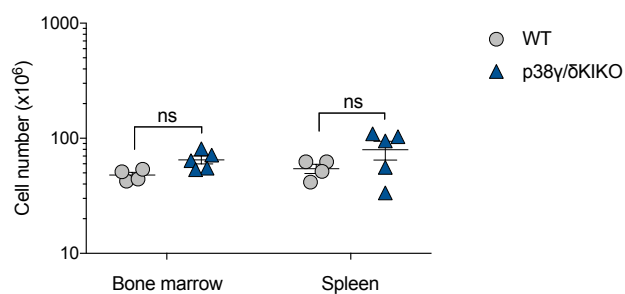 1000
100
10
Cell number (x10⁶)
ns
ns
Bone marrow
Spleen
WT
p38γ/δKIKO